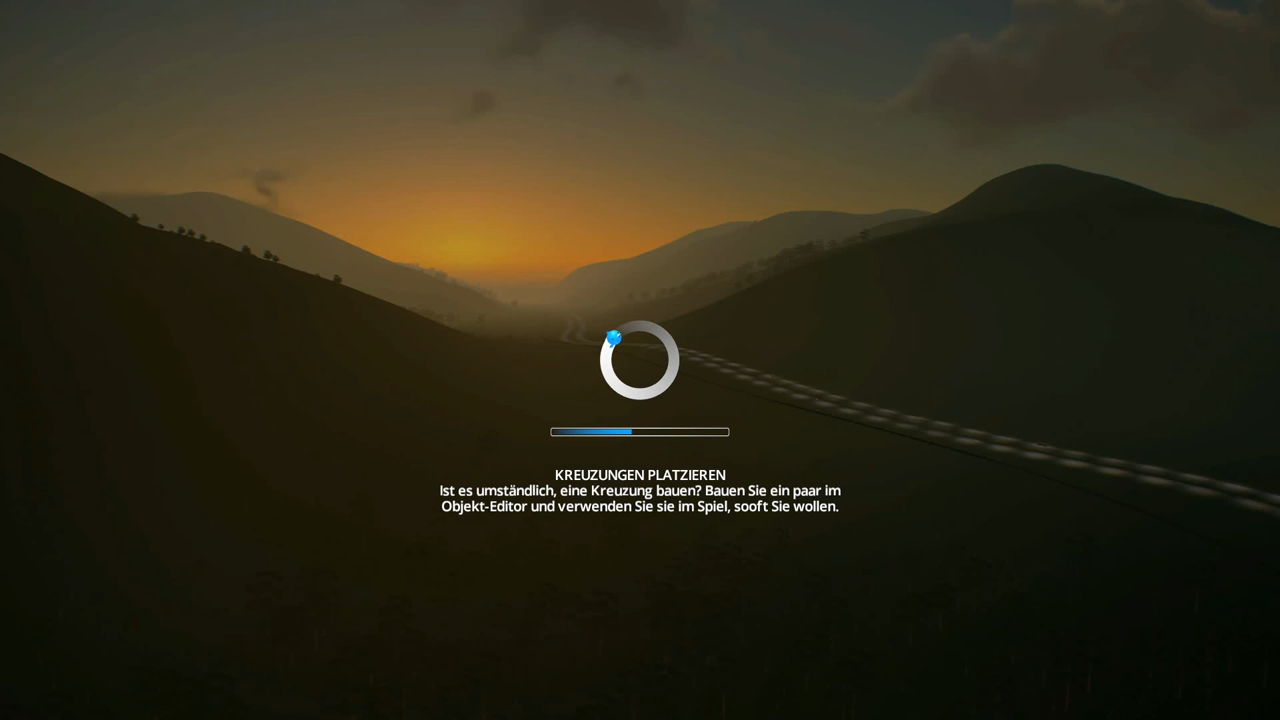 KREUZUNGEN PLATZIEREN
Ist es umständlich, eine Kreuzung bauen? Bauen Sie ein paar im
Objekt-Editor und verwenden Sie sie im Spiel, sooft Sie wollen.